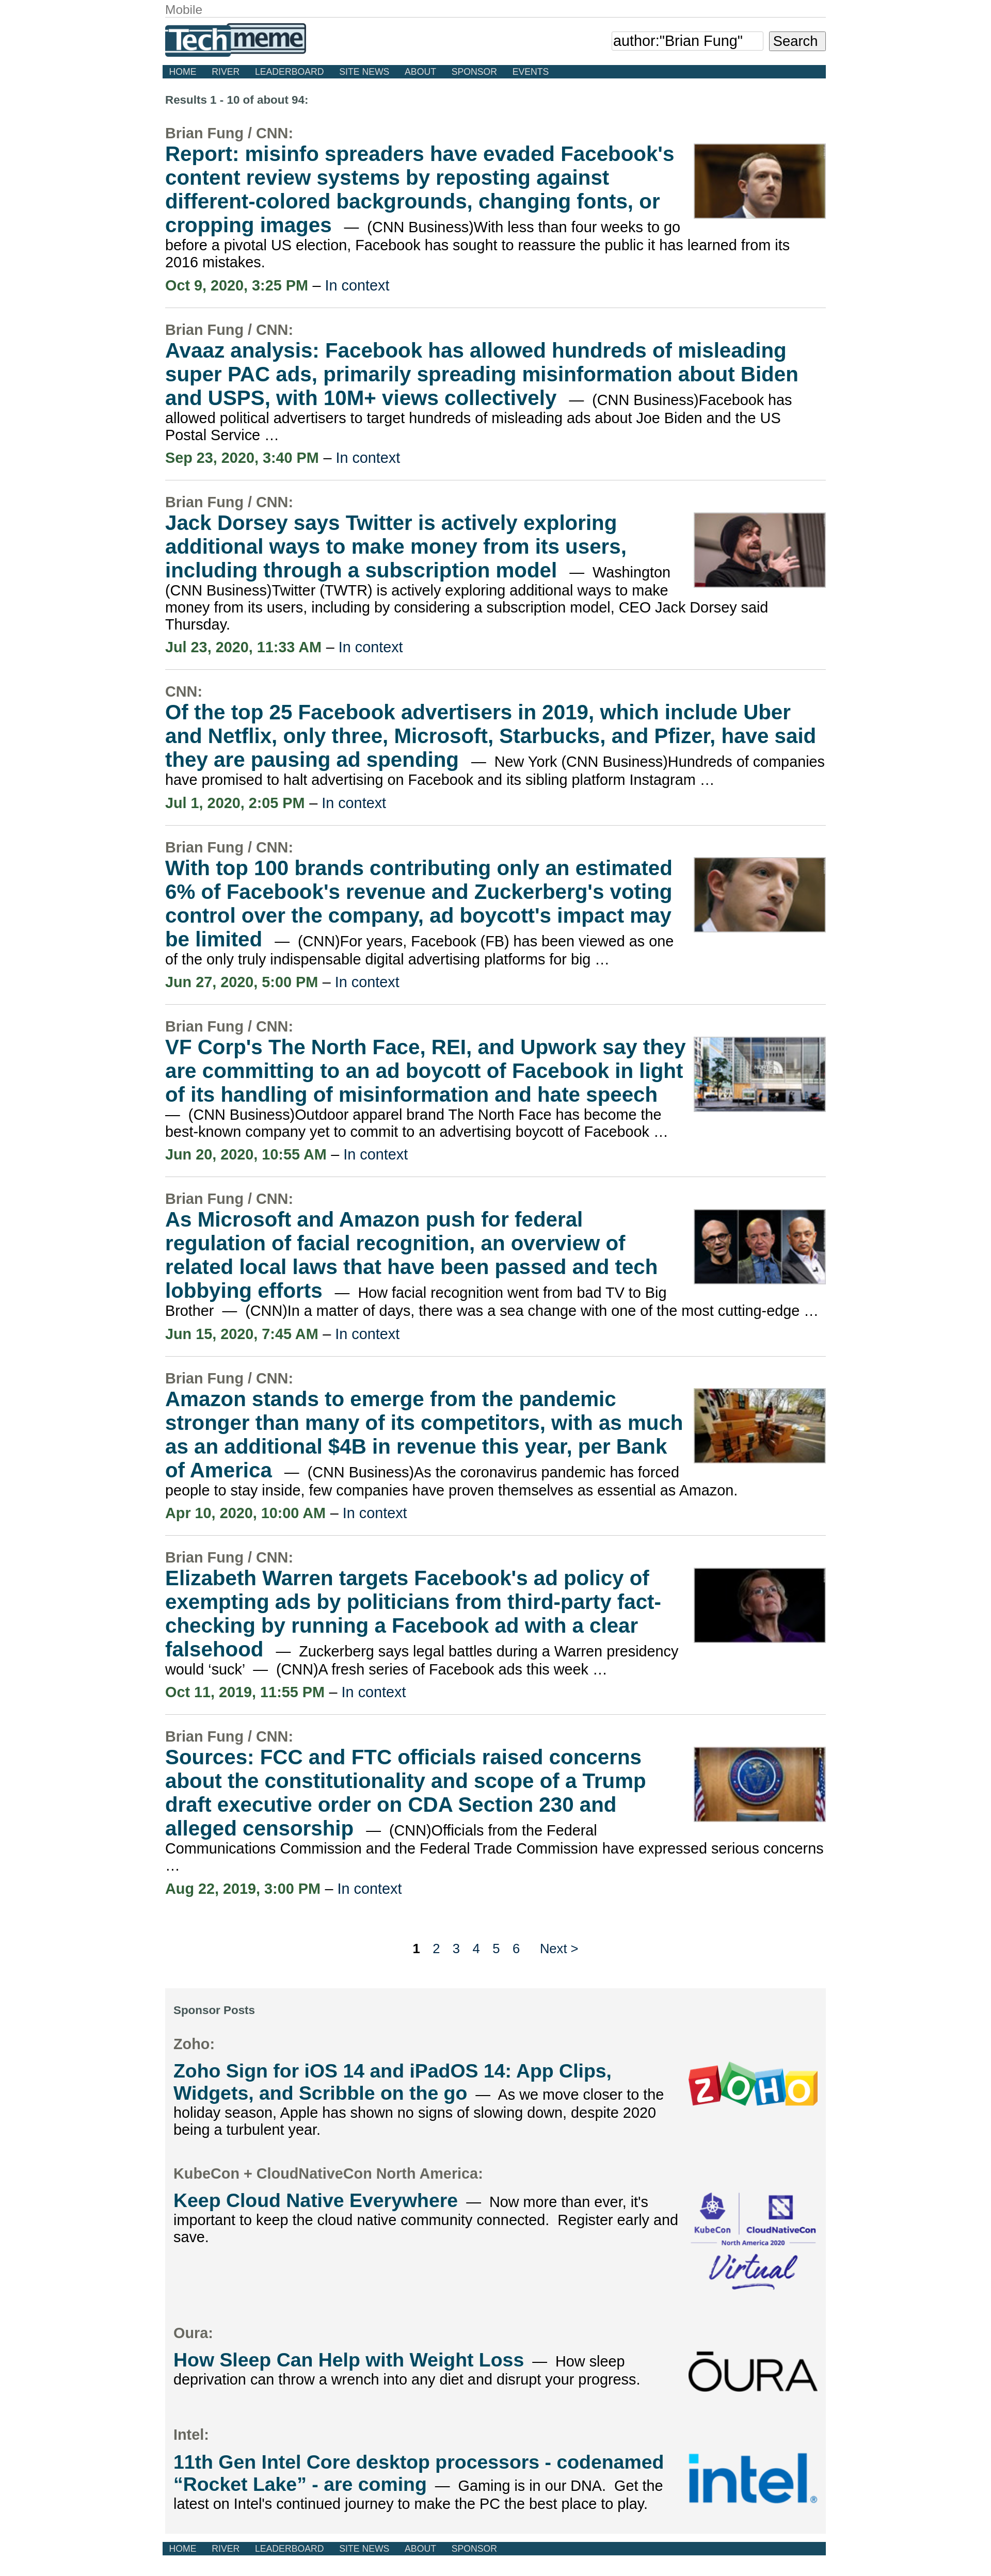 Mobile
Techmeme
author:"Brian Fung"
Search
HOME RIVER LEADERBOARD SITE NEWS ABOUT SPONSOR EVENTS
Results 1 - 10 of about 94:
Brian Fung / CNN:
Report: misinfo spreaders have evaded Facebook's
content review systems by reposting against
different-colored backgrounds, changing fonts, or
cropping images — (CNN Business)With less than four weeks to go
before a pivotal US election, Facebook has sought to reassure the public it has learned from its
2016 mistakes.
Oct 9, 2020, 3:25 PM – In context
Brian Fung / CNN:
Avaaz analysis: Facebook has allowed hundreds of misleading
super PAC ads, primarily spreading misinformation about Biden
and USPS, with 10M+ views collectively — (CNN Business)Facebook has
allowed political advertisers to target hundreds of misleading ads about Joe Biden and the US
Postal Service …
Sep 23, 2020, 3:40 PM – In context
Brian Fung / CNN:
Jack Dorsey says Twitter is actively exploring
additional ways to make money from its users,
including through a subscription model — Washington
(CNN Business)Twitter (TWTR) is actively exploring additional ways to make
money from its users, including by considering a subscription model, CEO Jack Dorsey said
Thursday.
Jul 23, 2020, 11:33 AM – In context
CNN:
Of the top 25 Facebook advertisers in 2019, which include Uber
and Netflix, only three, Microsoft, Starbucks, and Pfizer, have said
they are pausing ad spending — New York (CNN Business)Hundreds of companies
have promised to halt advertising on Facebook and its sibling platform Instagram …
Jul 1, 2020, 2:05 PM – In context
Brian Fung / CNN:
With top 100 brands contributing only an estimated
6% of Facebook's revenue and Zuckerberg's voting
control over the company, ad boycott's impact may
be limited — (CNN)For years, Facebook (FB) has been viewed as one
of the only truly indispensable digital advertising platforms for big …
Jun 27, 2020, 5:00 PM – In context
Brian Fung / CNN:
VF Corp's The North Face, REI, and Upwork say they
are committing to an ad boycott of Facebook in light
of its handling of misinformation and hate speech
— (CNN Business)Outdoor apparel brand The North Face has become the
best-known company yet to commit to an advertising boycott of Facebook …
Jun 20, 2020, 10:55 AM – In context
Brian Fung / CNN:
As Microsoft and Amazon push for federal
regulation of facial recognition, an overview of
related local laws that have been passed and tech
lobbying efforts — How facial recognition went from bad TV to Big
Brother — (CNN)In a matter of days, there was a sea change with one of the most cutting-edge …
Jun 15, 2020, 7:45 AM – In context
Brian Fung / CNN:
Amazon stands to emerge from the pandemic
stronger than many of its competitors, with as much
as an additional $4B in revenue this year, per Bank
of America — (CNN Business)As the coronavirus pandemic has forced
people to stay inside, few companies have proven themselves as essential as Amazon.
Apr 10, 2020, 10:00 AM – In context
Brian Fung / CNN:
Elizabeth Warren targets Facebook's ad policy of
exempting ads by politicians from third-party fact-
checking by running a Facebook ad with a clear
falsehood — Zuckerberg says legal battles during a Warren presidency
would ‘suck’ — (CNN)A fresh series of Facebook ads this week …
Oct 11, 2019, 11:55 PM – In context
Brian Fung / CNN:
Sources: FCC and FTC officials raised concerns
about the constitutionality and scope of a Trump
draft executive order on CDA Section 230 and
alleged censorship — (CNN)Officials from the Federal
Communications Commission and the Federal Trade Commission have expressed serious concerns
…
Aug 22, 2019, 3:00 PM – In context
1 2 3 4 5 6 Next >
Sponsor Posts
Zoho:
Zoho Sign for iOS 14 and iPadOS 14: App Clips,
Widgets, and Scribble on the go — As we move closer to the
holiday season, Apple has shown no signs of slowing down, despite 2020
being a turbulent year.
ZOHO
KubeCon + CloudNativeCon North America:
Keep Cloud Native Everywhere — Now more than ever, it's
important to keep the cloud native community connected. Register early and
save.
KubeCon CloudNativeCon
North America 2020
Virtual
Oura:
How Sleep Can Help with Weight Loss — How sleep
deprivation can throw a wrench into any diet and disrupt your progress.
ŌURA
Intel:
11th Gen Intel Core desktop processors - codenamed
“Rocket Lake” - are coming — Gaming is in our DNA. Get the
latest on Intel's continued journey to make the PC the best place to play.
intel®
HOME RIVER LEADERBOARD SITE NEWS ABOUT SPONSOR